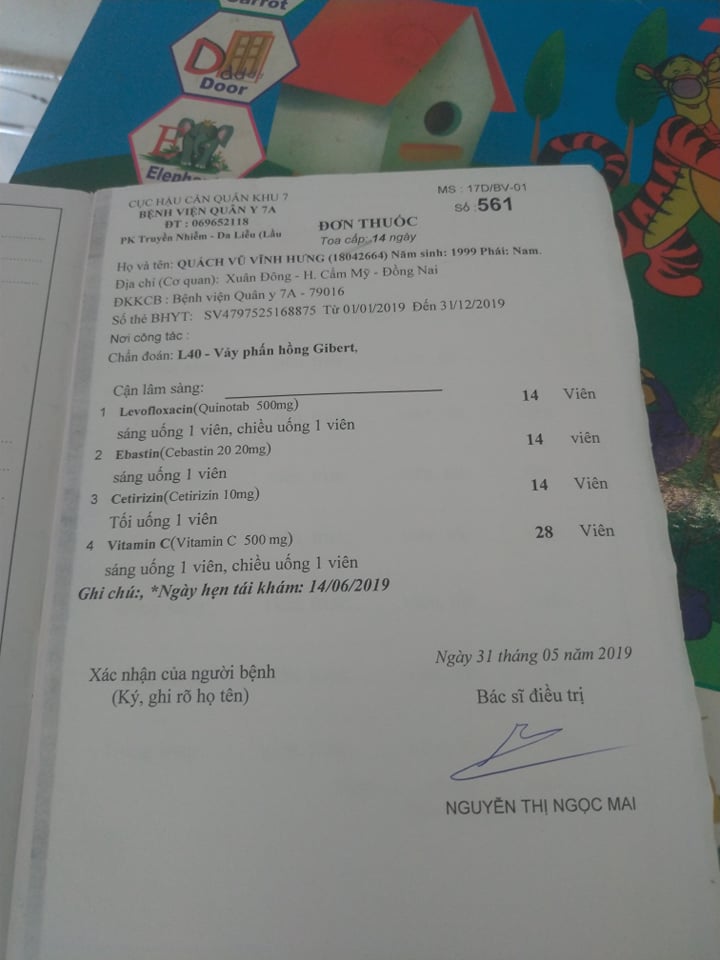 Carrot
Door
Elepha
CỤC HẬU CẦN QUÂN KHU 7
BỆNH VIỆN QUÂN Y 7A
ĐT : 069652118
PK Truyền Nhiễm - Da Liễu (Lầu
MS : 17D/BV-01
Số : 561
ĐƠN THUỐC
Toa cấp: 14 ngày
Họ và tên: QUÁCH VŨ VĨNH HƯNG (18042664) Năm sinh: 1999 Phái: Nam.
Địa chỉ (Cơ quan): Xuân Đông - H. Cẩm Mỹ - Đồng Nai
ĐKKCB : Bệnh viện Quân y 7A - 79016
Số thẻ BHYT: SV4797525168875 Từ 01/01/2019 Đến 31/12/2019
Nơi công tác :
Chẩn đoán: L40 - Vảy phấn hồng Gibert,
Cận lâm sàng:
1 Levofloxacin(Quinotab 500mg) 14 Viên
sáng uống 1 viên, chiều uống 1 viên
2 Ebastin(Cebastin 20 20mg) 14 viên
sáng uống 1 viên
3 Cetirizin(Cetirizin 10mg) 14 Viên
Tối uống 1 viên
4 Vitamin C(Vitamin C 500 mg) 28 Viên
sáng uống 1 viên, chiều uống 1 viên
Ghi chú:, *Ngày hẹn tái khám: 14/06/2019
Ngày 31 tháng 05 năm 2019
Xác nhận của người bệnh
(Ký, ghi rõ họ tên)
Bác sĩ điều trị
NGUYỄN THỊ NGỌC MAI